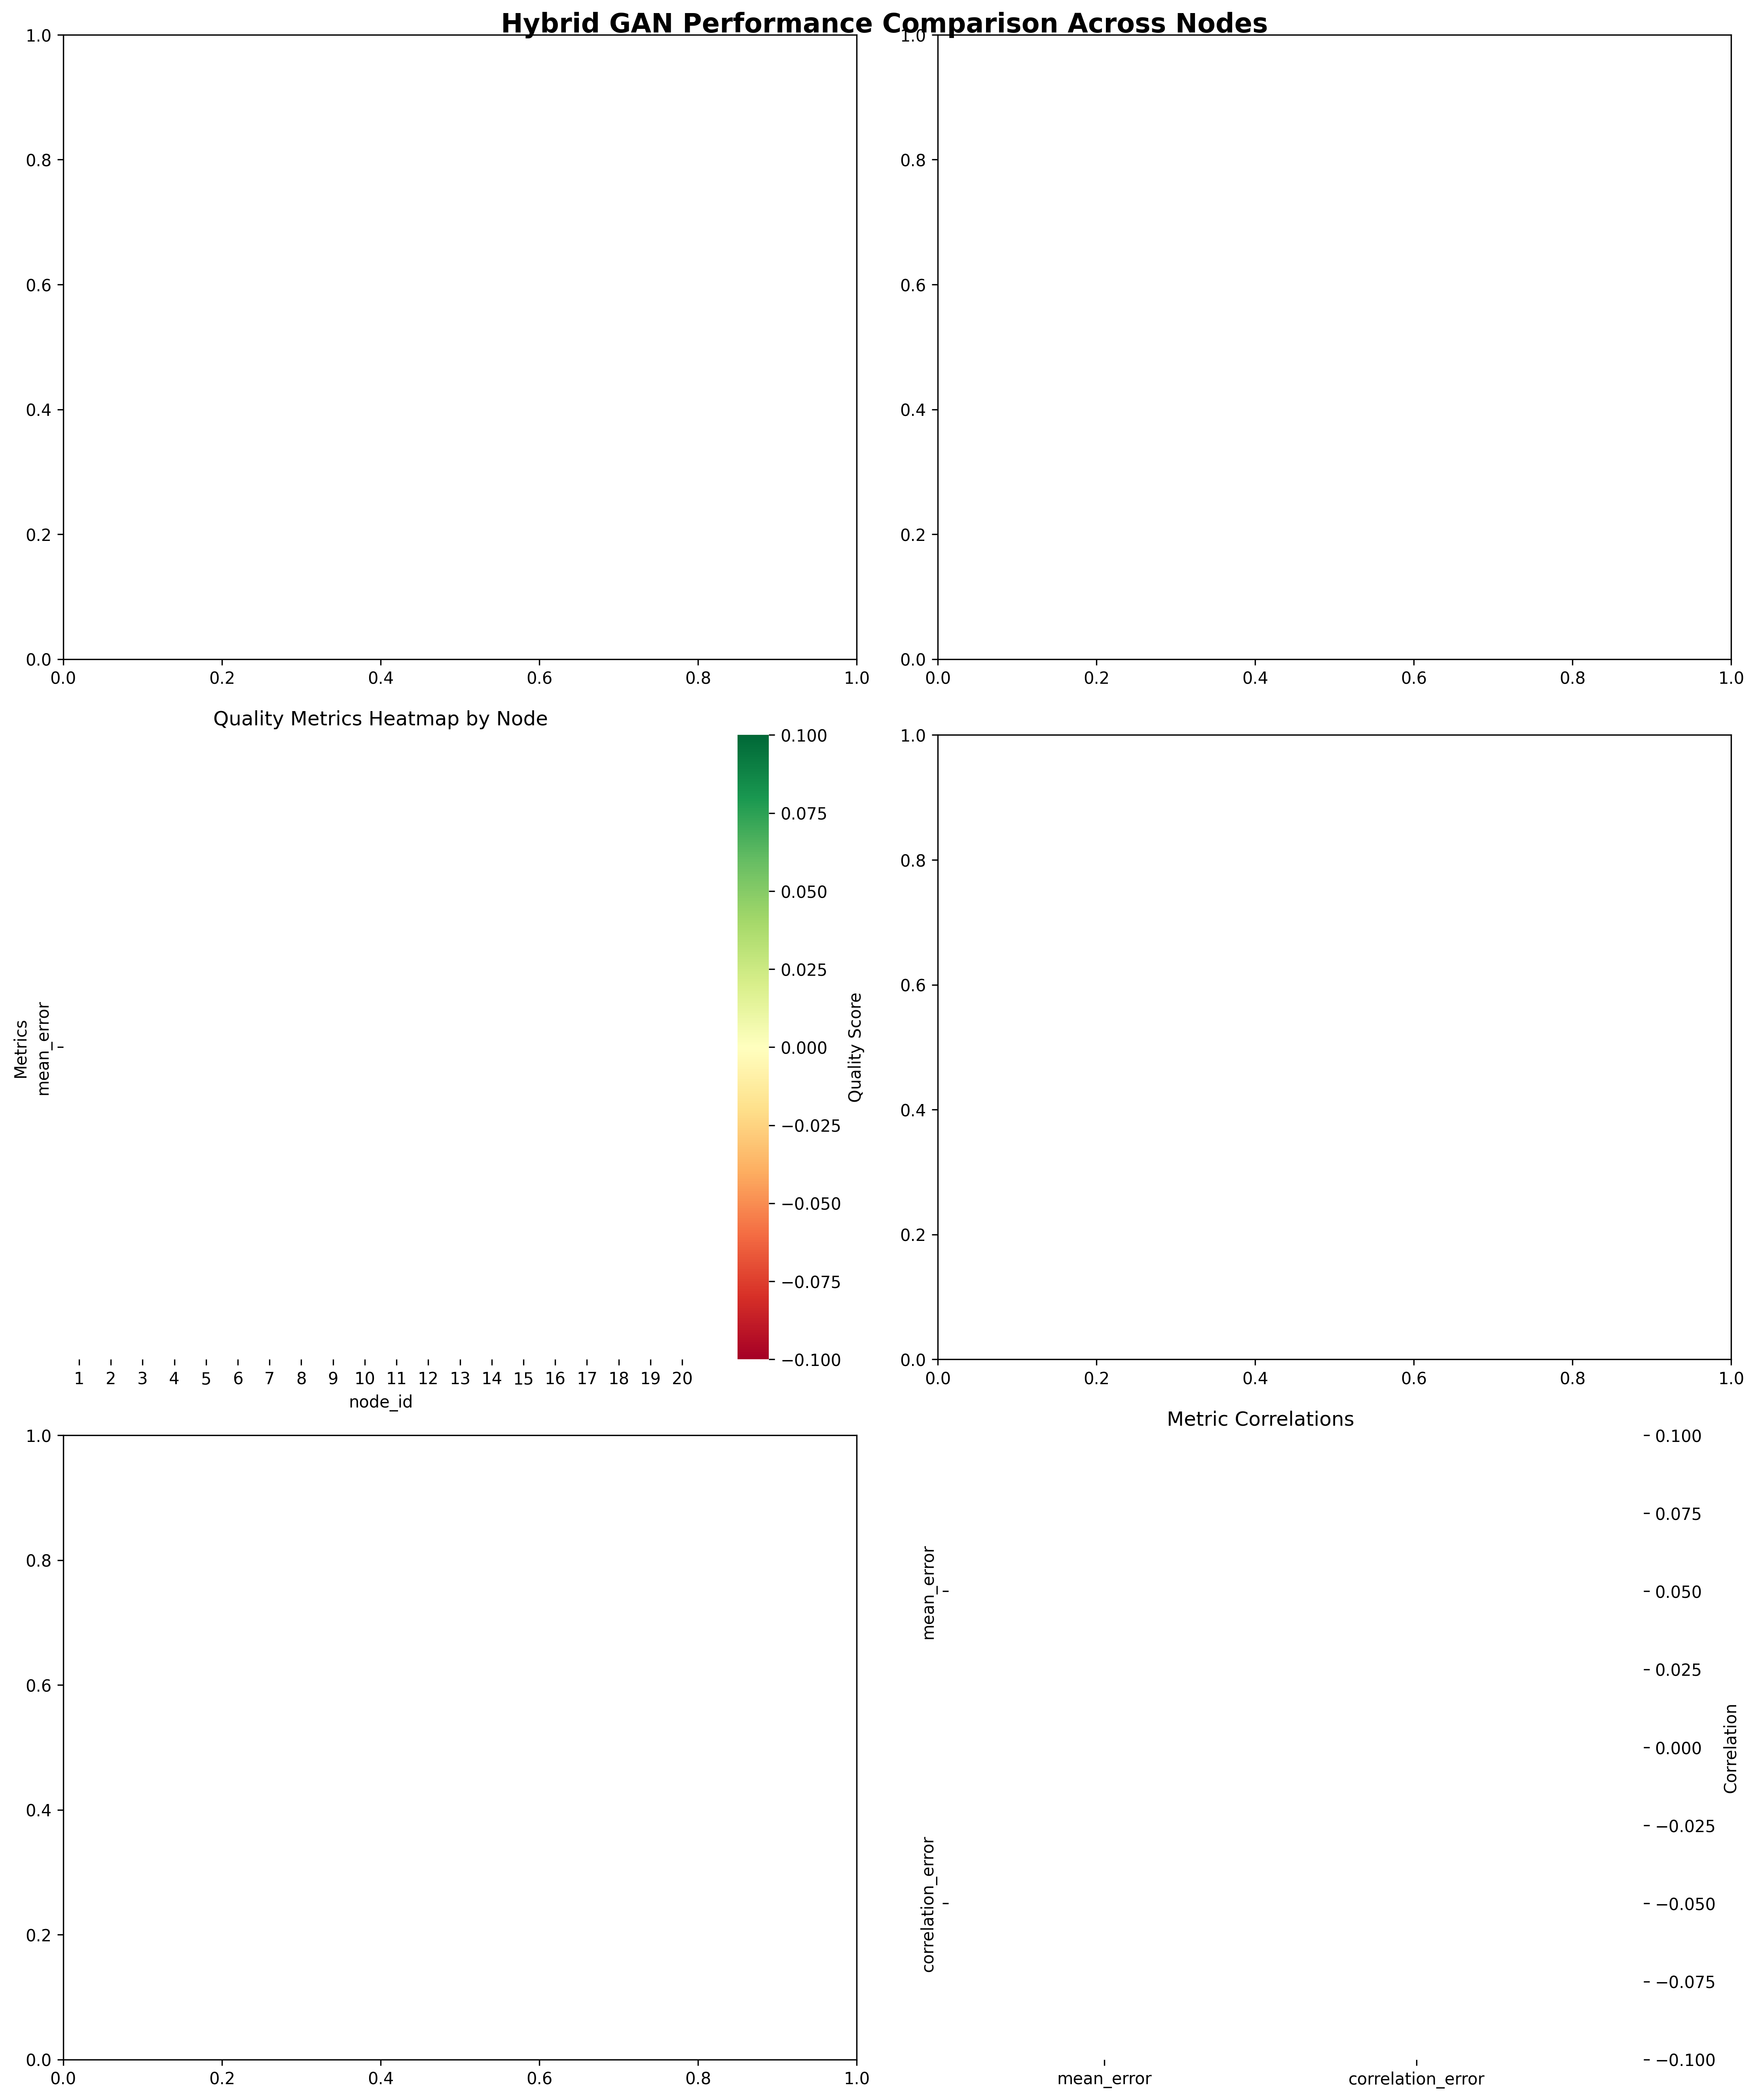 Hybrid GAN Performance Comparison Across Nodes
1.0
0.8
0.6
0.4
0.2
0.0
0.0 0.2 0.4 0.6 0.8 1.0
1.0
0.8
0.6
0.4
0.2
0.0
0.0 0.2 0.4 0.6 0.8 1.0
Quality Metrics Heatmap by Node
Metrics
mean_error
1 2 3 4 5 6 7 8 9 10 11 12 13 14 15 16 17 18 19 20
node_id
0.100
0.075
0.050
0.025
0.000
−0.025
−0.050
−0.075
−0.100
Quality Score
1.0
0.8
0.6
0.4
0.2
0.0
0.0 0.2 0.4 0.6 0.8 1.0
1.0
0.8
0.6
0.4
0.2
0.0
0.0 0.2 0.4 0.6 0.8 1.0
Metric Correlations
mean_error
correlation_error
mean_error correlation_error
0.100
0.075
0.050
0.025
0.000
−0.025
−0.050
−0.075
−0.100
Correlation